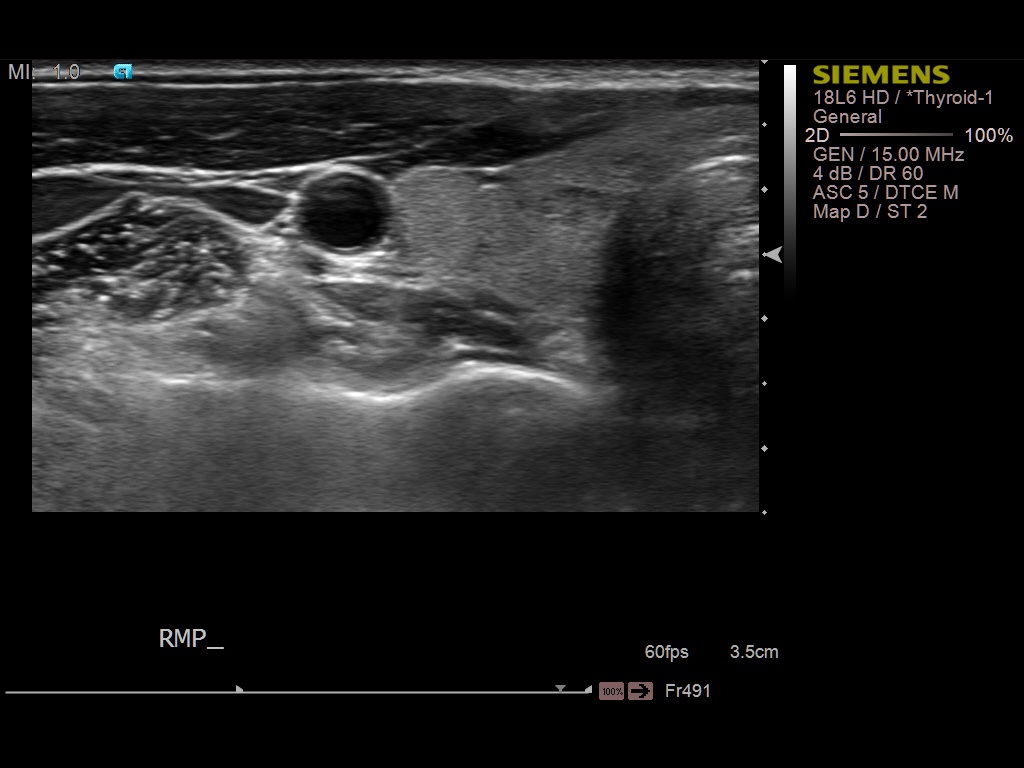 MI: 1.0
SIEMENS
18L6 HD / *Thyroid-1
General
2D 100%
GEN / 15.00 MHz
4 dB / DR 60
ASC 5 / DTCE M
Map D / ST 2
RMP_
60fps 3.5cm
100% Fr491